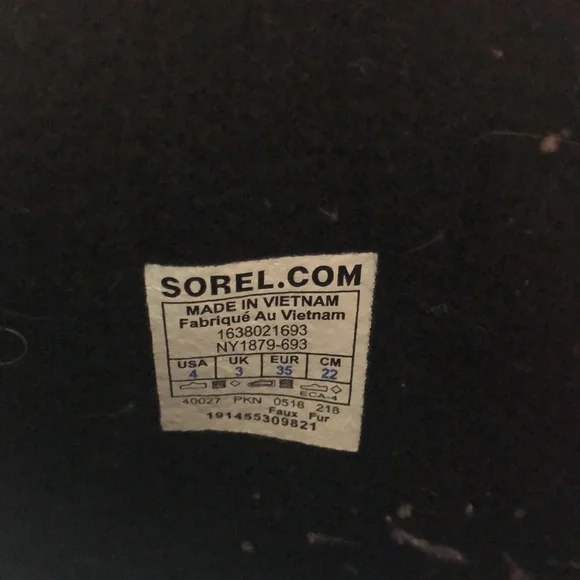 SOREL.COM
MADE IN VIETNAM
Fabriqué Au Vietnam
1638021693
NY1879-693
USA UK EUR CM
4 3 35 22
ECA-4
40027 PKN 0518 218
Faux Fur
191455309821